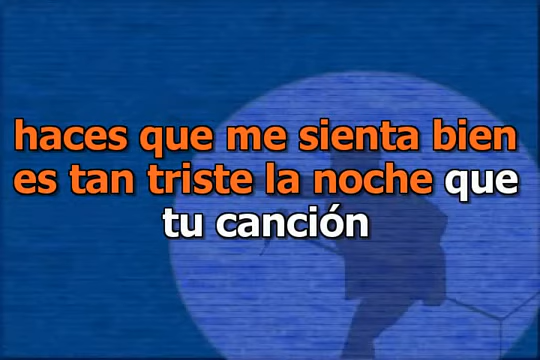 haces que me sienta bien
es tan triste la noche que
tu canción